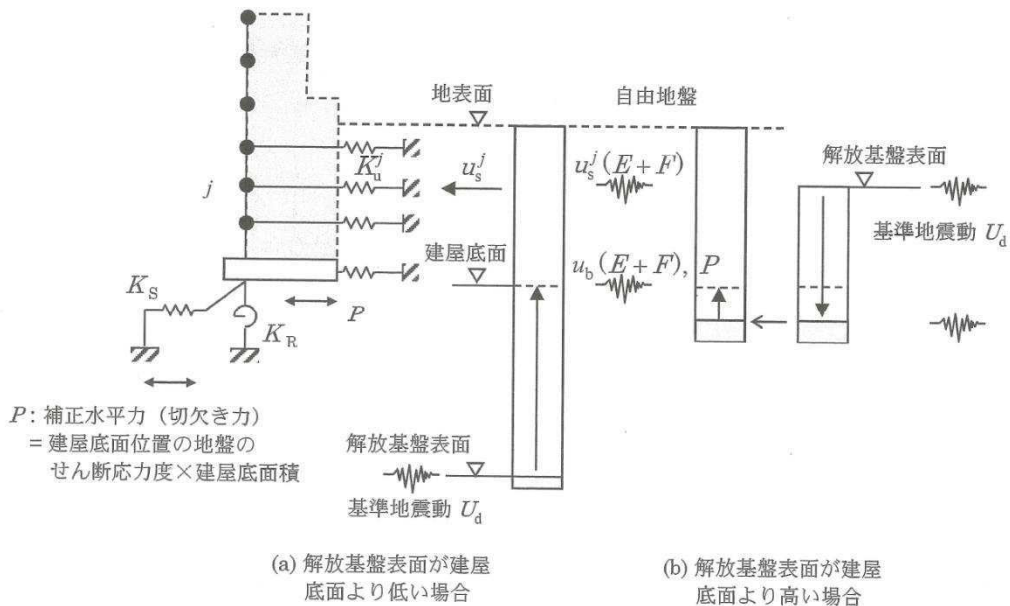 地表面
自由地盤
解放基盤表面
基準地震動 U_d
K_u^j
u_s^j
u_s^j (E + F)
j
建屋底面
u_b (E + F), P
K_S
P
K_R
P: 補正水平力（切欠き力）
= 建屋底面位置の地盤の
せん断応力度×建屋底面積
解放基盤表面
基準地震動 U_d
(a) 解放基盤表面が建屋
底面より低い場合
(b) 解放基盤表面が建屋
底面より高い場合